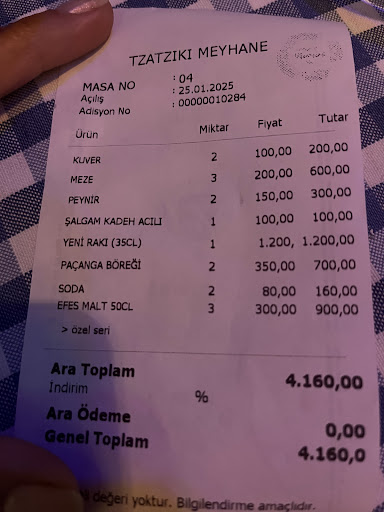 TZATZIKI MEYHANE
MASA NO : 04
Açılış : 25.01.2025
Adisyon No : 00000010284
Ürün Miktar Fiyat Tutar
KUVER 2 100,00 200,00
MEZE 3 200,00 600,00
PEYNİR 2 150,00 300,00
ŞALGAM KADEH ACILI 1 100,00 100,00
YENİ RAKI (35CL) 1 1.200, 1.200,00
PAÇANGA BÖREĞİ 2 350,00 700,00
SODA 2 80,00 160,00
EFES MALT 50CL 3 300,00 900,00
> özel seri
Ara Toplam 4.160,00
İndirim %
Ara Ödeme 0,00
Genel Toplam 4.160,0
değeri yoktur. Bilgilendirme amaçlıdır.